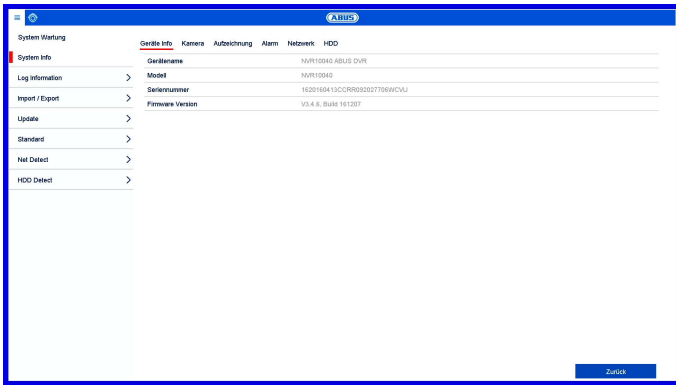 ABUS
System Wartung
System Info
Log Information
Import / Export
Update
Standard
Net Detect
HDD Detect
Geräte Info Kamera Aufzeichnung Alarm Netzwerk HDD
Gerätename NVR10040 ABUS DVR
Modell NVR10040
Seriennummer 1620160413CCRR092027706WCVU
Firmware Version V3.4.6, Build 161207
Zurück